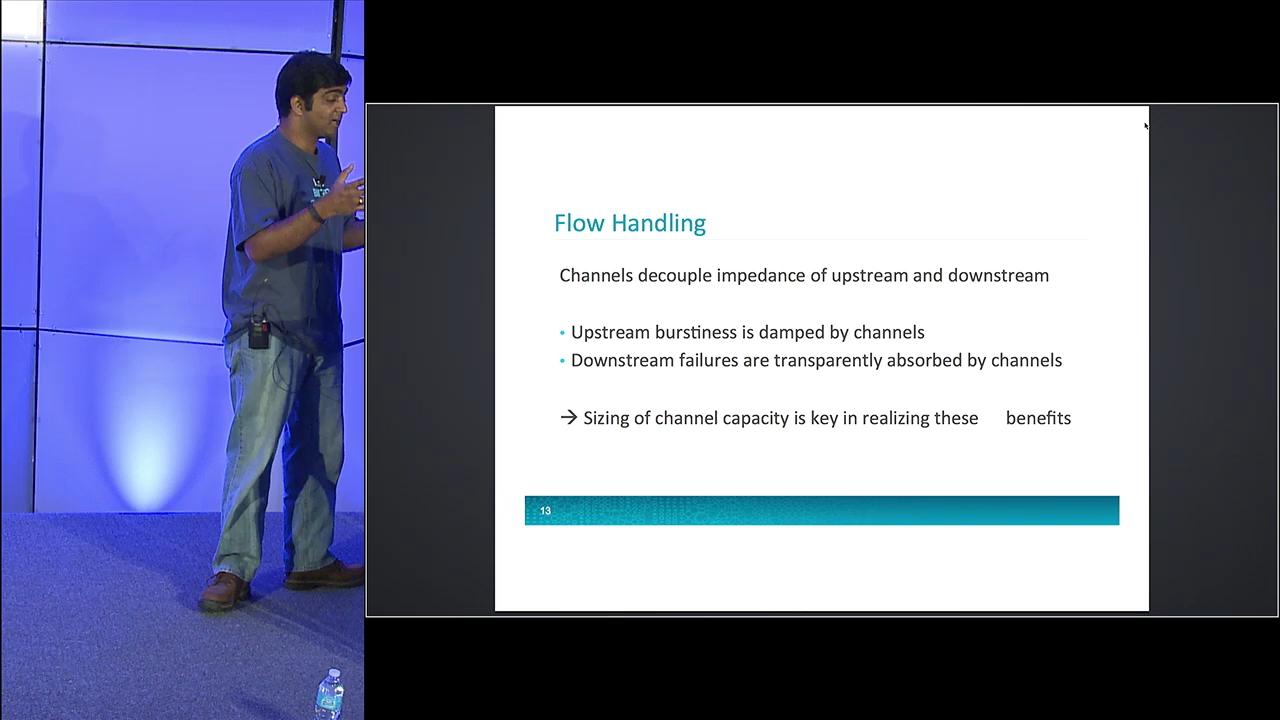 Flow Handling
Channels decouple impedance of upstream and downstream
• Upstream burstiness is damped by channels
• Downstream failures are transparently absorbed by channels
→ Sizing of channel capacity is key in realizing these benefits
13